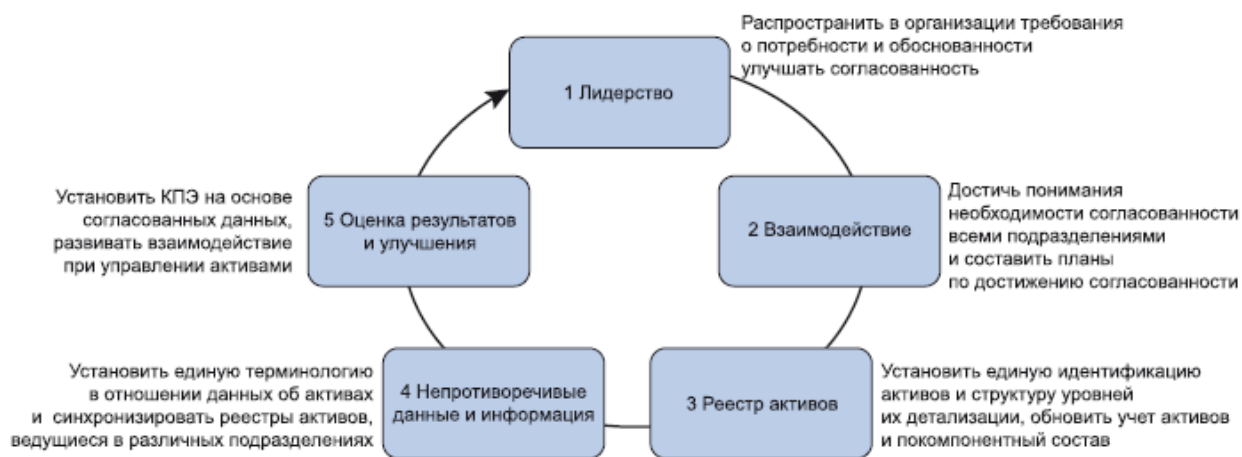 Распространить в организации требования
о потребности и обоснованности
улучшать согласованность
1 Лидерство
Достичь понимания
необходимости согласованности
всеми подразделениями
и составить планы
по достижению согласованности
2 Взаимодействие
Установить единую идентификацию
активов и структуру уровней
их детализации, обновить учет активов
и покомпонентный состав
3 Реестр активов
4 Непротиворечивые
данные и информация
Установить единую терминологию
в отношении данных об активах
и синхронизировать реестры активов,
ведущиеся в различных подразделениях
5 Оценка результатов
и улучшения
Установить КПЭ на основе
согласованных данных,
развивать взаимодействие
при управлении активами